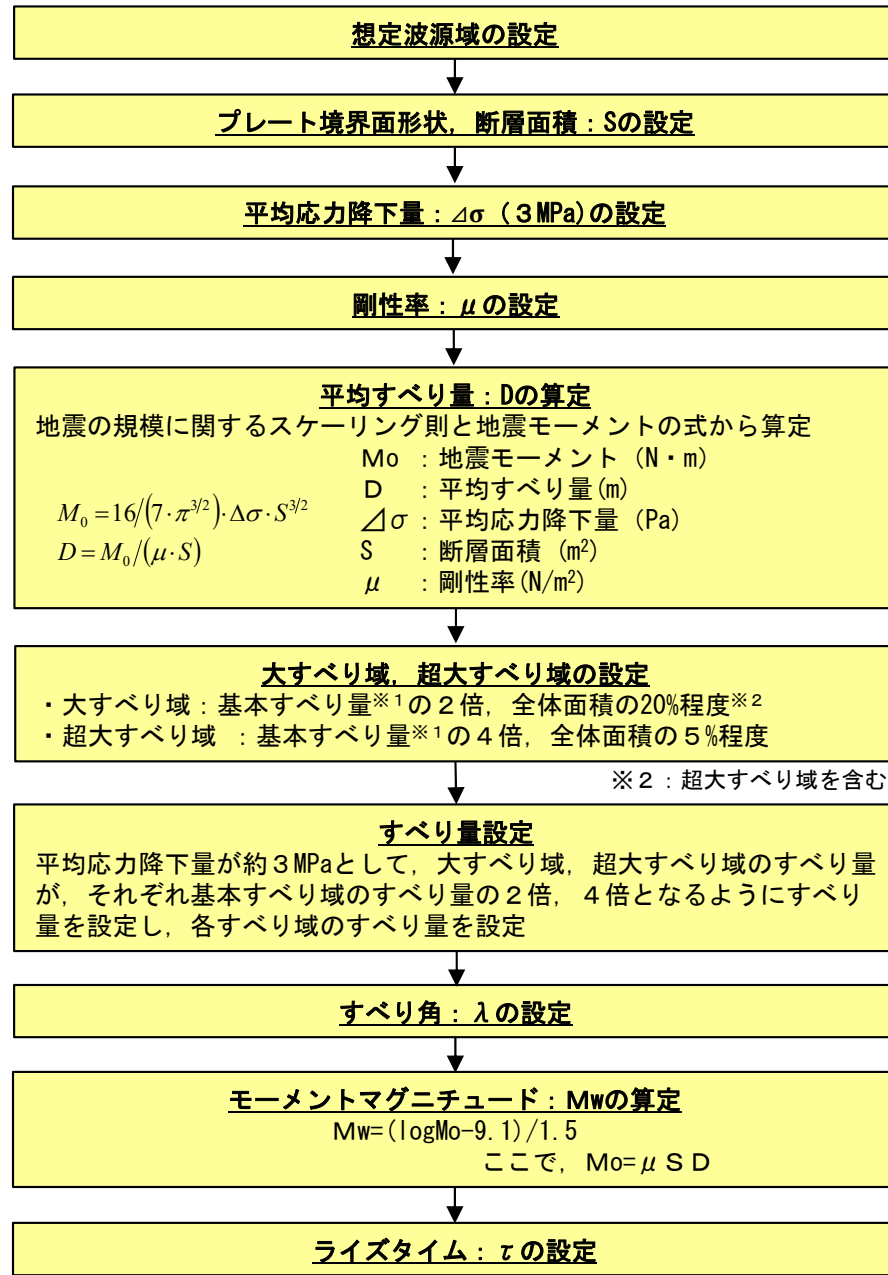 想定波源域の設定
プレート境界面形状，断層面積：Sの設定
平均応力降下量：⊿σ（３MPa)の設定
剛性率：μの設定
平均すべり量：Dの算定
地震の規模に関するスケーリング則と地震モーメントの式から算定
M₀=16/(7・π^{3/2})・Δσ・S^{3/2}
D=M₀/(μ・S)
Ｍo ：地震モーメント (N・m)
Ｄ ：平均すべり量(m)
⊿σ：平均応力降下量 (Pa)
S ：断層面積 (m²)
μ ：剛性率(N/m²)
大すべり域，超大すべり域の設定
・大すべり域：基本すべり量※１の２倍，全体面積の20%程度※２
・超大すべり域 ：基本すべり量※１の４倍，全体面積の５%程度
※２：超大すべり域を含む
すべり量設定
平均応力降下量が約３MPaとして，大すべり域，超大すべり域のすべり量
が，それぞれ基本すべり域のすべり量の２倍，４倍となるようにすべり
量を設定し，各すべり域のすべり量を設定
すべり角：λの設定
モーメントマグニチュード：Ｍwの算定
Ｍw=(logMo-9.1)/1.5
ここで，Ｍo=μＳＤ
ライズタイム：τの設定